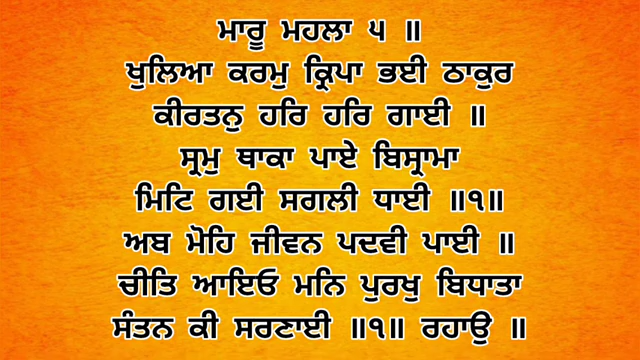 ਮਾਰੂ ਮਹਲਾ ੫ ॥
ਖੁਲਿਆ ਕਰਮੁ ਕ੍ਰਿਪਾ ਭਈ ਠਾਕੁਰ
ਕੀਰਤਨੁ ਹਰਿ ਹਰਿ ਗਾਈ ॥
ਸ੍ਰਮੁ ਥਾਕਾ ਪਾਏ ਬਿਸ੍ਰਾਮਾ
ਮਿਟਿ ਗਈ ਸਗਲੀ ਧਾਈ ॥੧॥
ਅਬ ਮੋਹਿ ਜੀਵਨ ਪਦਵੀ ਪਾਈ ॥
ਚੀਤਿ ਆਇਓ ਮਨਿ ਪੁਰਖੁ ਬਿਧਾਤਾ
ਸੰਤਨ ਕੀ ਸਰਣਾਈ ॥੧॥ ਰਹਾਉ ॥